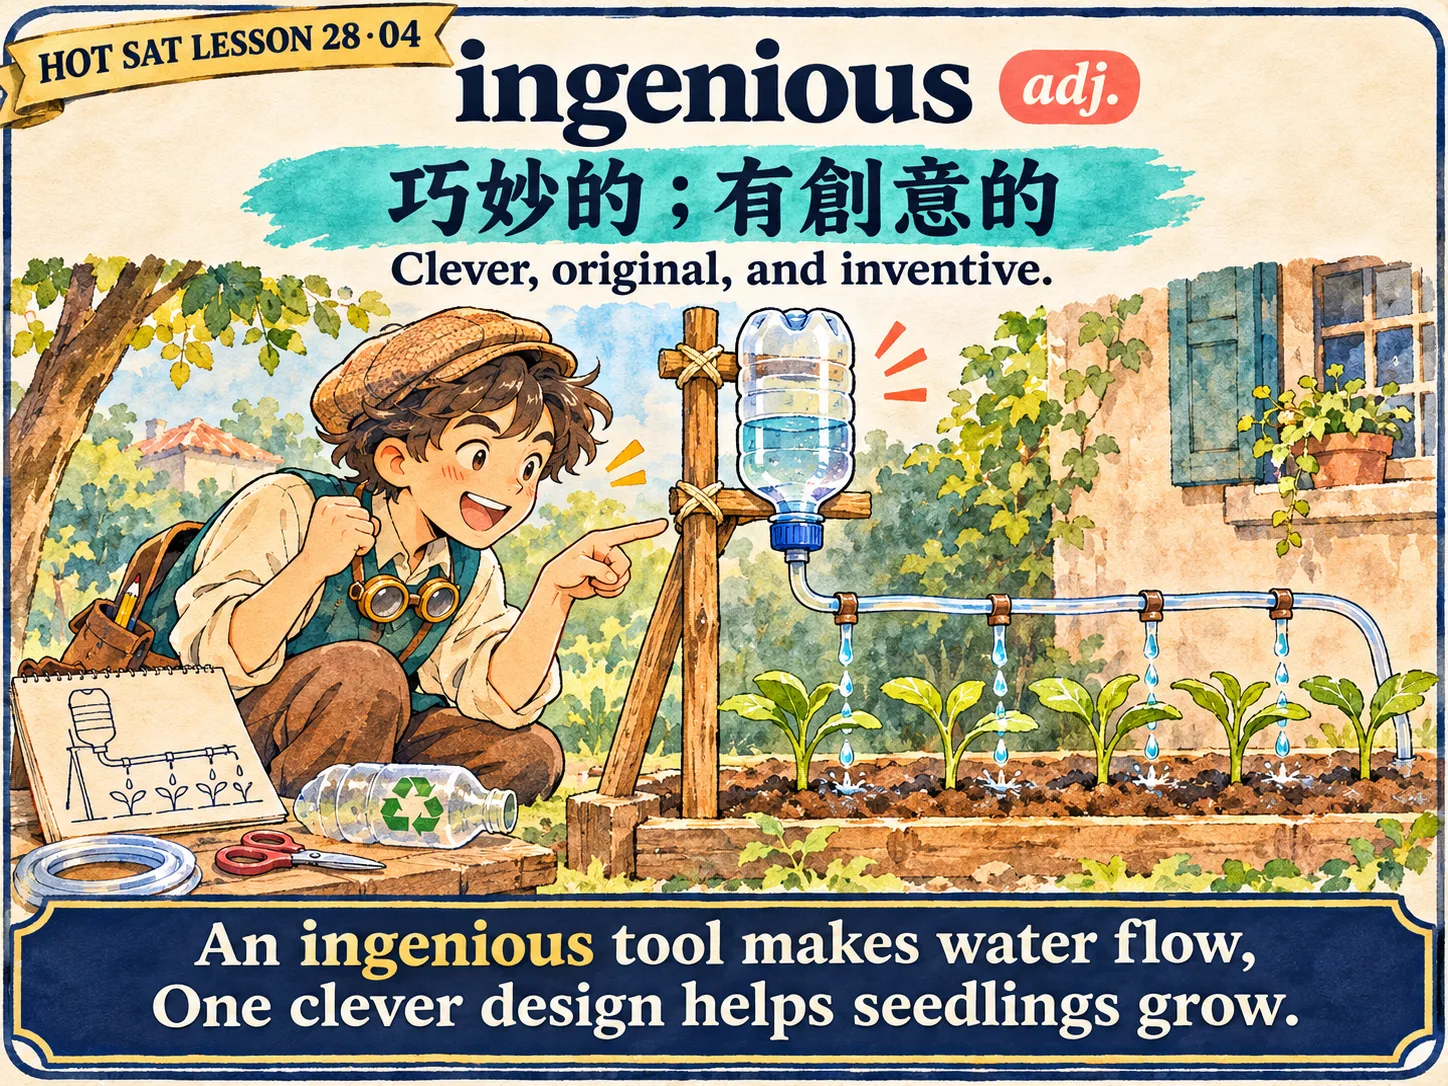 HOT SAT LESSON 28·04
ingenious adj.
巧妙的；有創意的
Clever, original, and inventive.
An ingenious tool makes water flow,
One clever design helps seedlings grow.